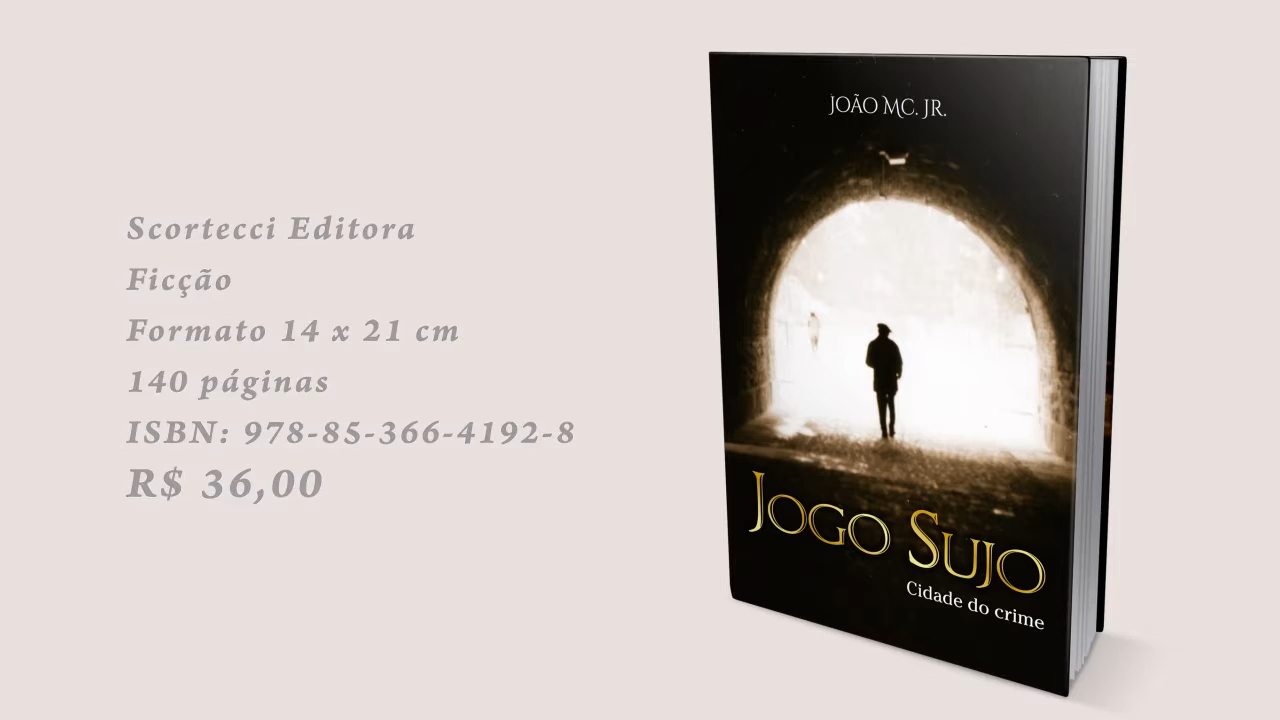 Scortecci Editora
Ficção
Formato 14 x 21 cm
140 páginas
ISBN: 978-85-366-4192-8
R$ 36,00
JOÃO MC. JR.
JOGO SUJO
Cidade do crime